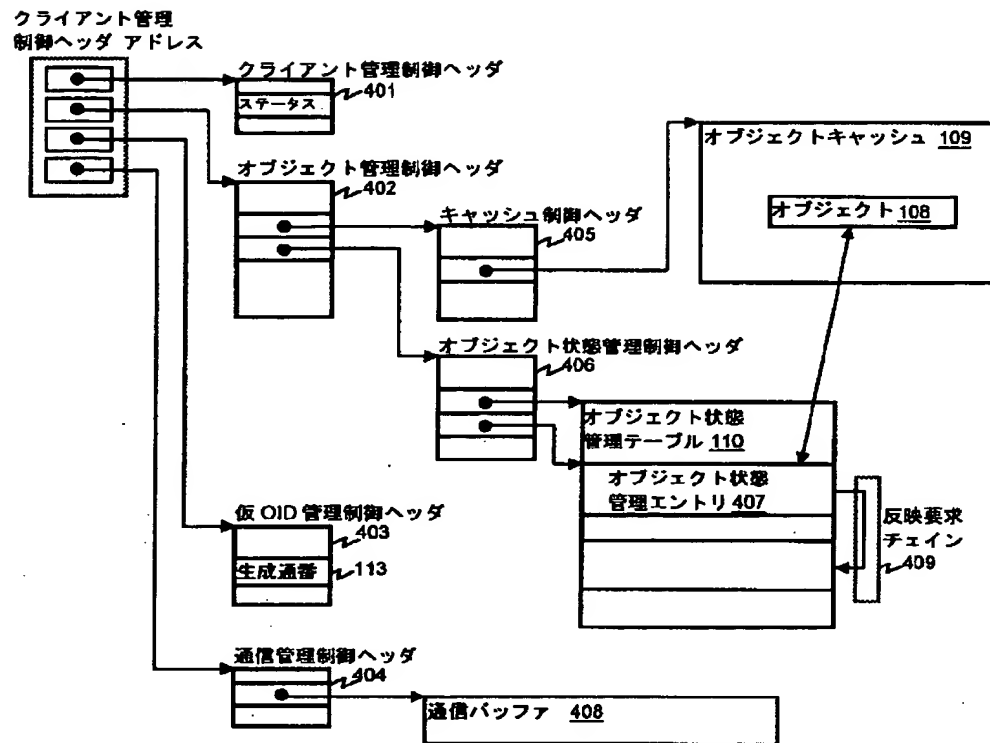 クライアント管理
制御ヘッダ アドレス
クライアント管理制御ヘッダ
401
ステータス
オブジェクト管理制御ヘッダ
402
キャッシュ制御ヘッダ
405
オブジェクトキャッシュ 109
オブジェクト 108
オブジェクト状態管理制御ヘッダ
406
オブジェクト状態
管理テーブル 110
オブジェクト状態
管理エントリ 407
反映要求
チェイン
409
仮 OID 管理制御ヘッダ
403
生成通番
113
通信管理制御ヘッダ
404
通信バッファ 408